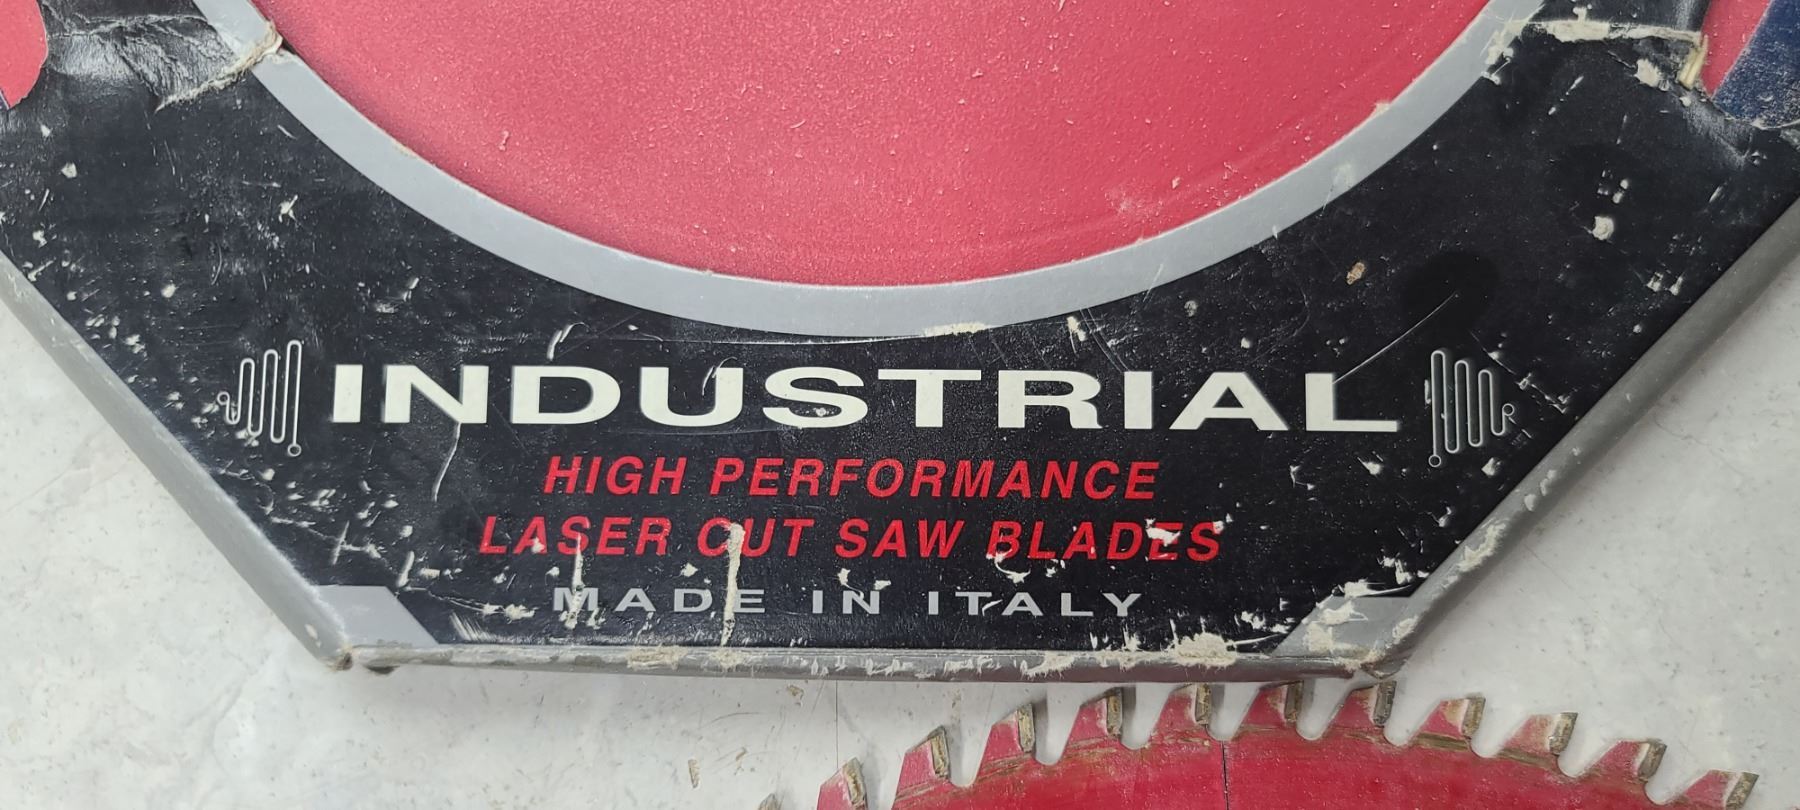 INDUSTRIAL
HIGH PERFORMANCE
LASER CUT SAW BLADES
MADE IN ITALY